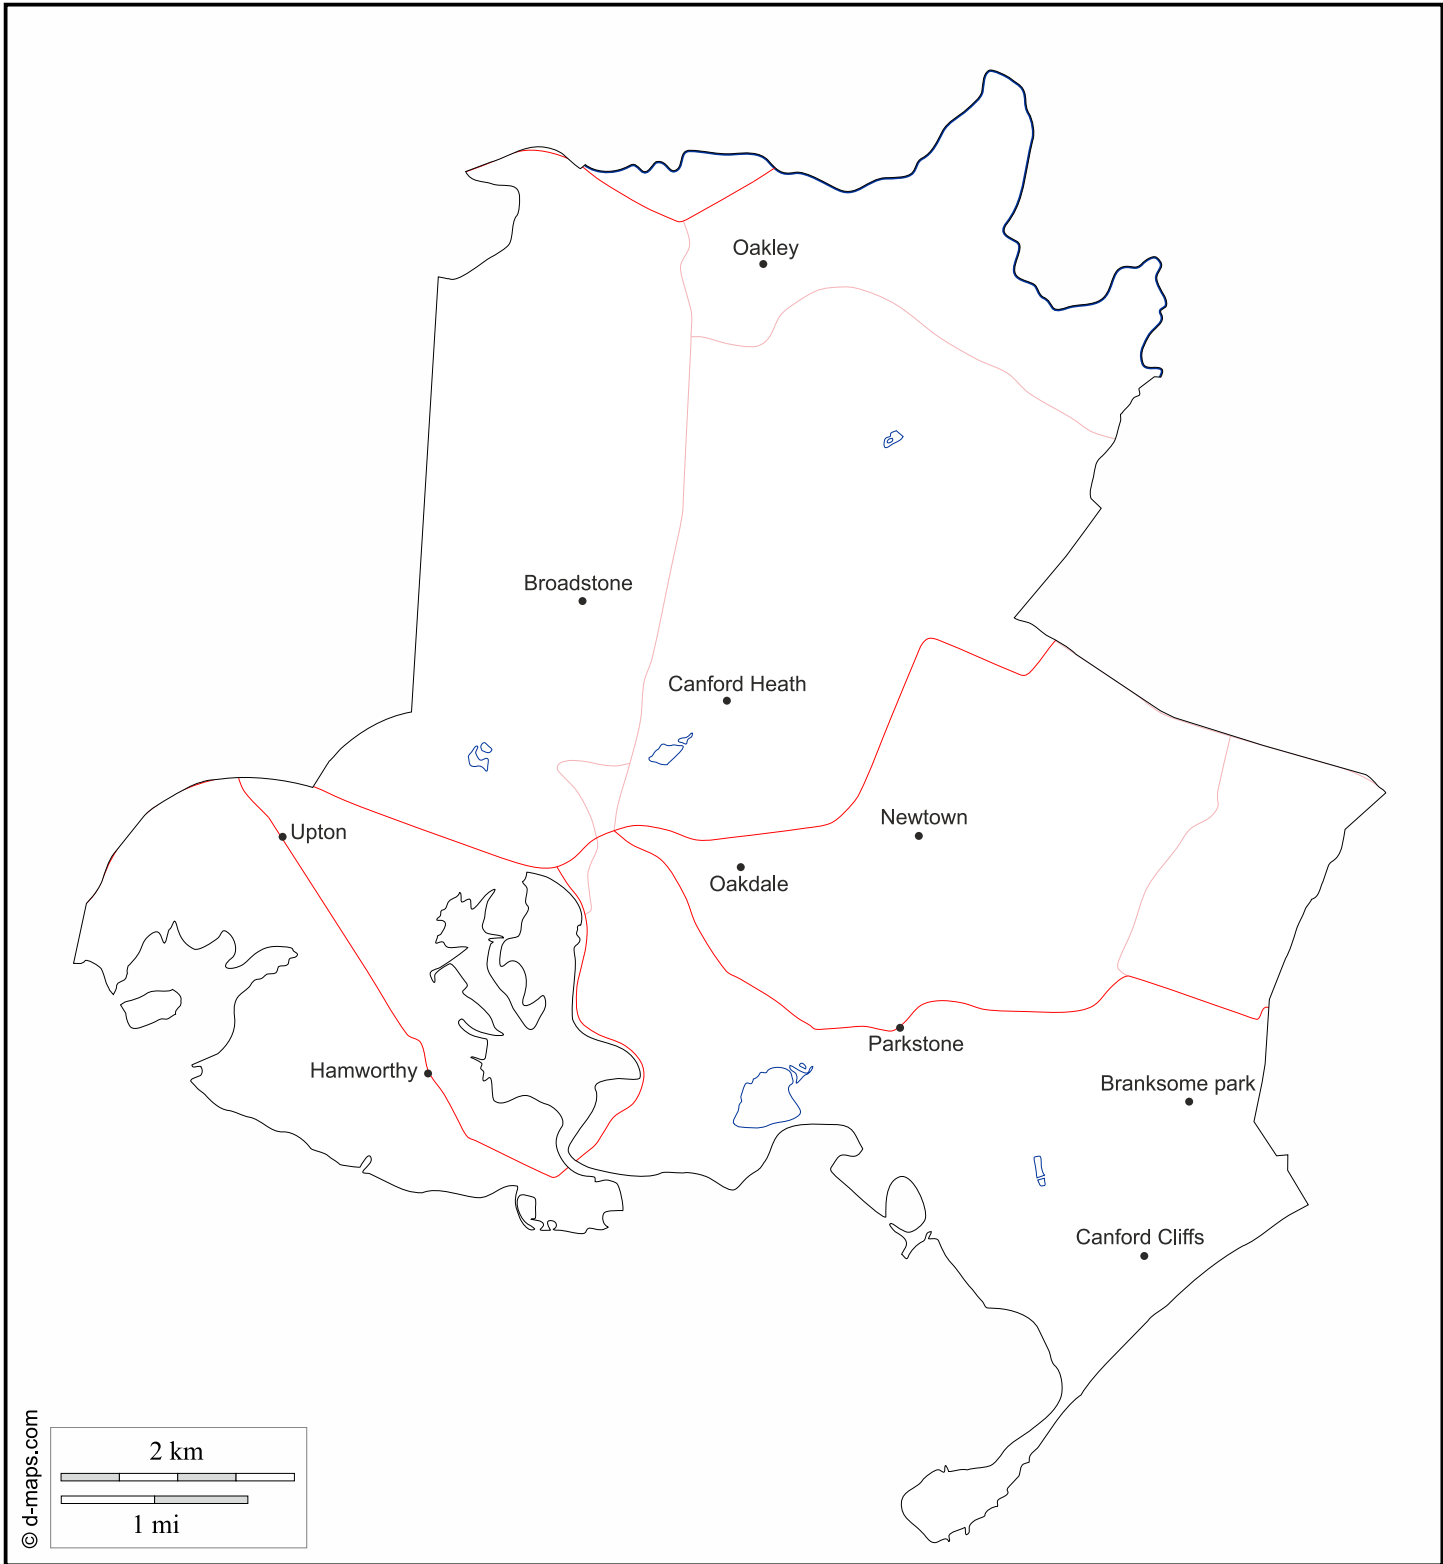 Oakley
Broadstone
Canford Heath
Newtown
Upton
Oakdale
Parkstone
Hamworthy
Branksome park
Canford Cliffs
2 km
1 mi
© d-maps.com